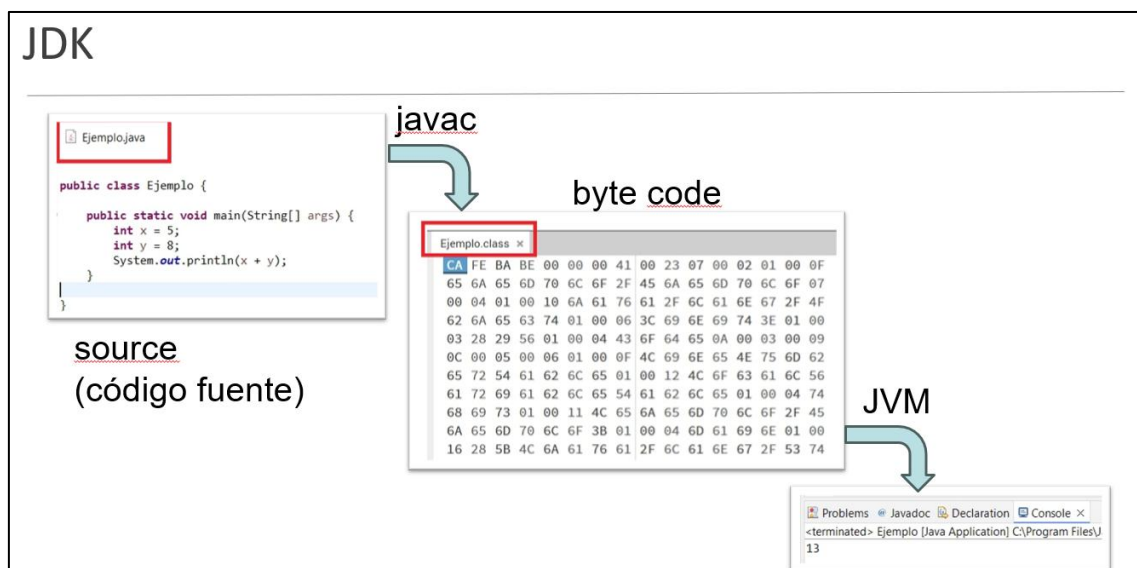 JDK
Ejemplo.java
public class Ejemplo {
public static void main(String[] args) {
int x = 5;
int y = 8;
System.out.println(x + y);
}
}
source
(código fuente)
javac
byte code
Ejemplo.class ×
CA FE BA BE 00 00 00 41 00 23 07 00 02 01 00 0F
65 6A 65 6D 70 6C 6F 2F 45 6A 65 6D 70 6C 6F 07
00 04 01 00 10 6A 61 76 61 2F 6C 61 6E 67 2F 4F
62 6A 65 63 74 01 00 06 3C 69 6E 69 74 3E 01 00
03 28 29 56 01 00 04 43 6F 64 65 0A 00 03 00 09
0C 00 05 00 06 01 00 0F 4C 69 6E 65 4E 75 6D 62
65 72 54 61 62 6C 65 01 00 12 4C 6F 63 61 6C 56
61 72 69 61 62 6C 65 54 61 62 6C 65 01 00 04 74
68 69 73 01 00 11 4C 65 6A 65 6D 70 6C 6F 2F 45
6A 65 6D 70 6C 6F 3B 01 00 04 6D 61 69 6E 01 00
16 28 5B 4C 6A 61 76 61 2F 6C 61 6E 67 2F 53 74
JVM
Problems Javadoc Declaration Console ×
<terminated> Ejemplo [Java Application] C:\Program Files\J
13